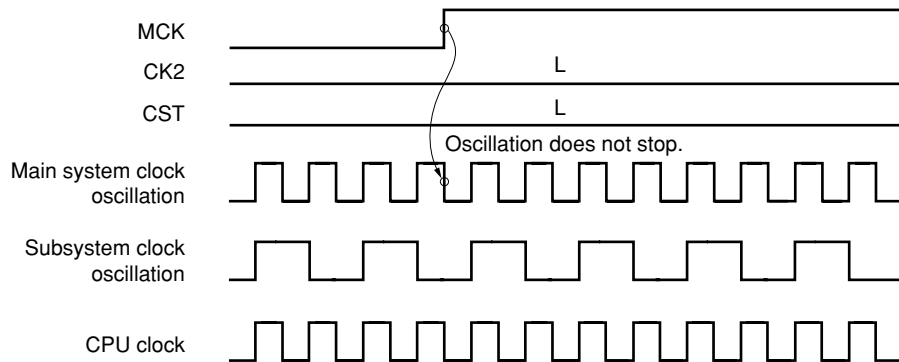 MCK
CK2
L
CST
L
Oscillation does not stop.
Main system clock
oscillation
Subsystem clock
oscillation
CPU clock